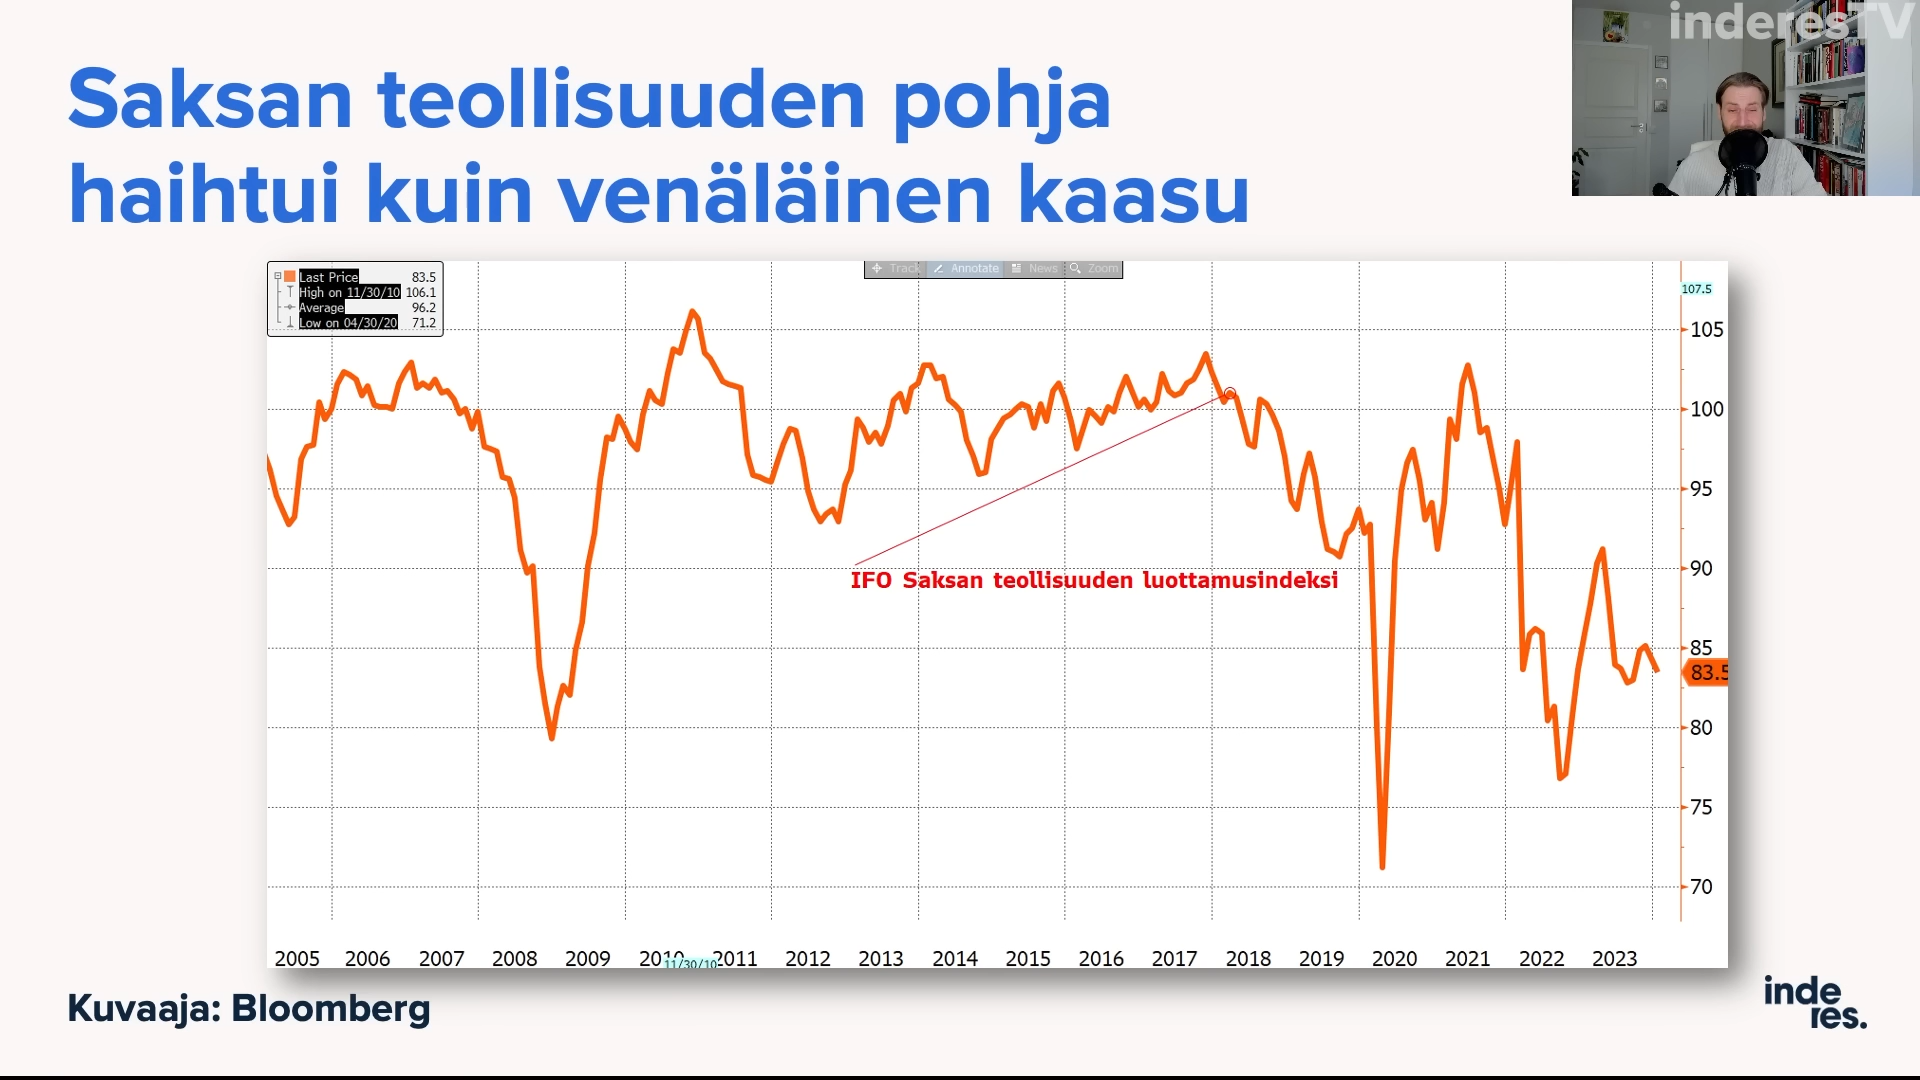 inderesTV
Saksan teollisuuden pohja
haihtui kuin venäläinen kaasu
Last Price 83.5
High on 11/30/10 106.1
Average 96.2
Low on 04/30/20 71.2
Track Annotate News Zoom
107.5
105
100
95
90
85
83.5
80
75
70
IFO Saksan teollisuuden luottamusindeksi
2005 2006 2007 2008 2009 2010 2011 2012 2013 2014 2015 2016 2017 2018 2019 2020 2021 2022 2023
11/30/10
Kuvaaja: Bloomberg
inde
res.